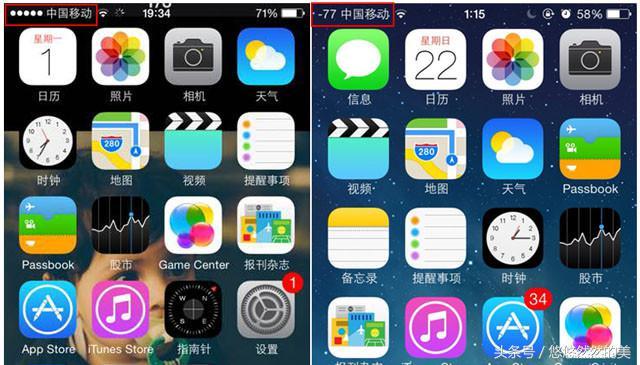 中国移动
19:34
71%
星期一
1
日历
照片
相机
天气
280
时钟
地图
视频
提醒事项
Passbook
股市
Game Center
报刊杂志
1
App Store
iTunes Store
指南针
设置
-77 中国移动
1:15
58%
星期日
22
信息
日历
照片
相机
280
视频
地图
天气
Passbook
备忘录
提醒事项
时钟
股市
34
头条号／悠悠然然的美